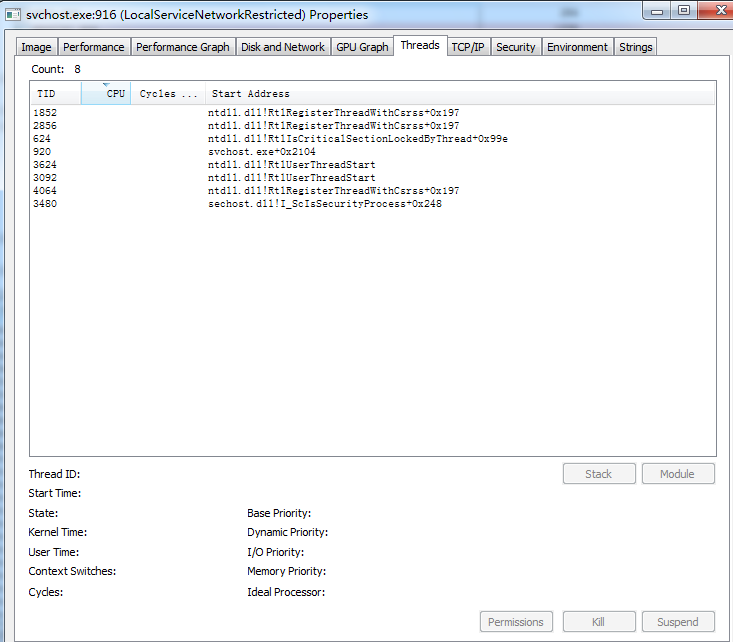 svchost.exe:916 (LocalServiceNetworkRestricted) Properties
Image Performance Performance Graph Disk and Network GPU Graph Threads TCP/IP Security Environment Strings
Count: 8
TID CPU Cycles ... Start Address
1852 ntdll.dll!RtlRegisterThreadWithCsrss+0x197
2856 ntdll.dll!RtlRegisterThreadWithCsrss+0x197
624 ntdll.dll!RtlIsCriticalSectionLockedByThread+0x99e
920 svchost.exe+0x2104
3624 ntdll.dll!RtlUserThreadStart
3092 ntdll.dll!RtlUserThreadStart
4064 ntdll.dll!RtlRegisterThreadWithCsrss+0x197
3480 sechost.dll!I_ScIsSecurityProcess+0x248
Thread ID: Stack Module
Start Time:
State: Base Priority:
Kernel Time: Dynamic Priority:
User Time: I/O Priority:
Context Switches: Memory Priority:
Cycles: Ideal Processor:
Permissions Kill Suspend